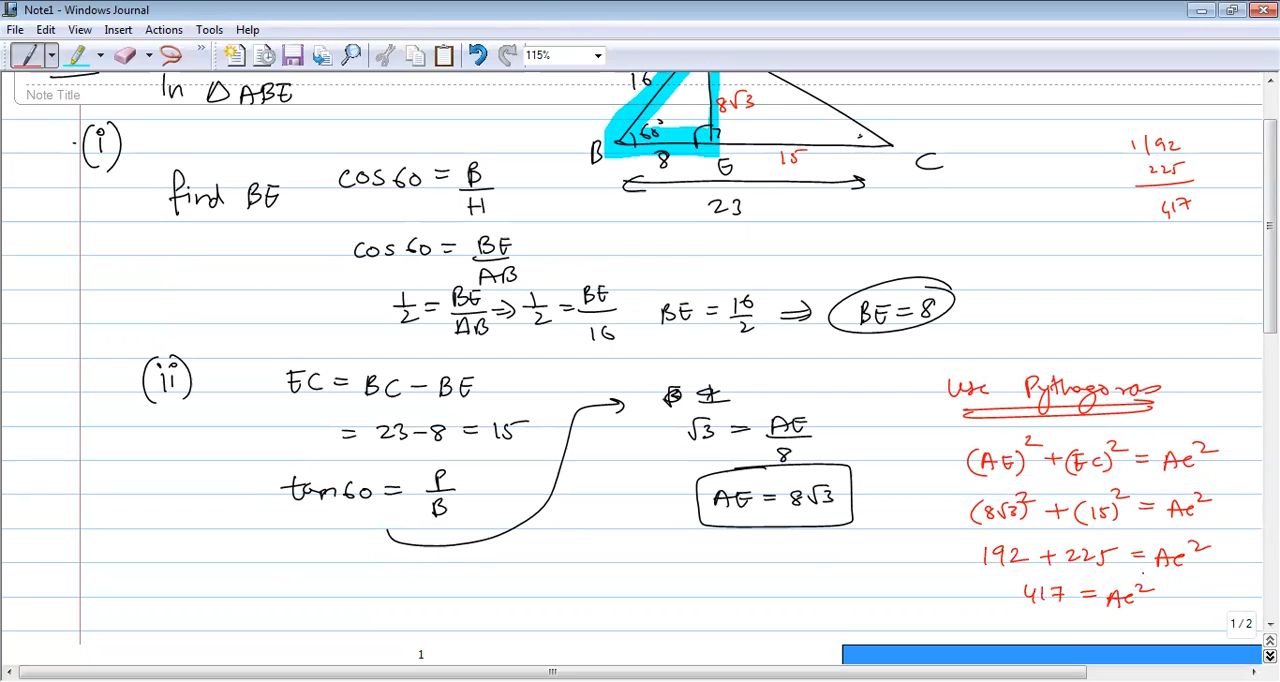 Note1 - Windows Journal
File Edit View Insert Actions Tools Help
115%
Note Title
In △ABE
16
8√3
60°
B
8
E
15
C
23
1192
225
417
(i)
find BE
cos 60 = B/H
cos 60 = BE/AB
1/2 = BE/AB ⇒ 1/2 = BE/16 BE = 16/2 ⇒ BE = 8
(ii) EC = BC - BE
= 23 - 8 = 15
tan 60 = P/B
√3 = AE/8
AE = 8√3
Use Pythagoras
(AE)² + (EC)² = AC²
(8√3)² + (15)² = AC²
192 + 225 = AC²
417 = AC²
1/2
1